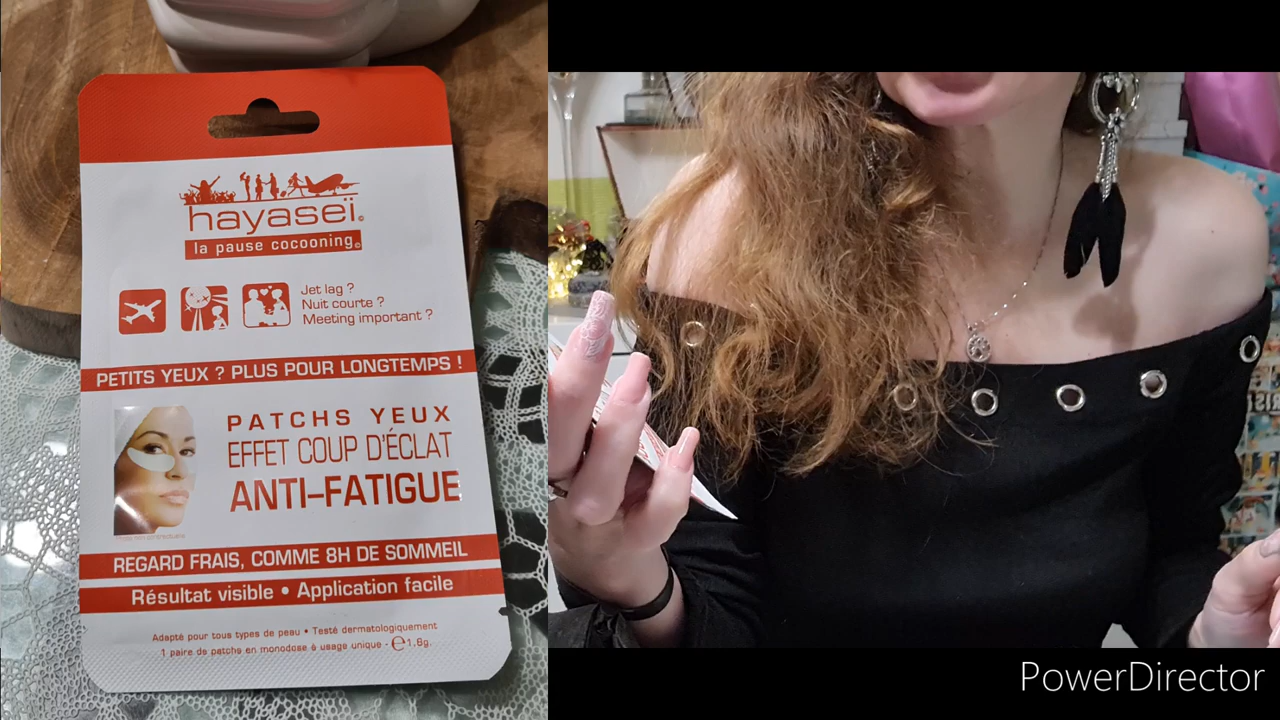 hayaseï©
la pause cocooning©
Jet lag ?
Nuit courte ?
Meeting important ?
PETITS YEUX ? PLUS POUR LONGTEMPS !
PATCHS YEUX
EFFET COUP D'ÉCLAT
ANTI-FATIGUE
REGARD FRAIS, COMME 8H DE SOMMEIL
Résultat visible • Application facile
Adapté pour tous types de peau • Testé dermatologiquement
1 paire de patchs en monodose à usage unique - ℮1,6g.
PowerDirector